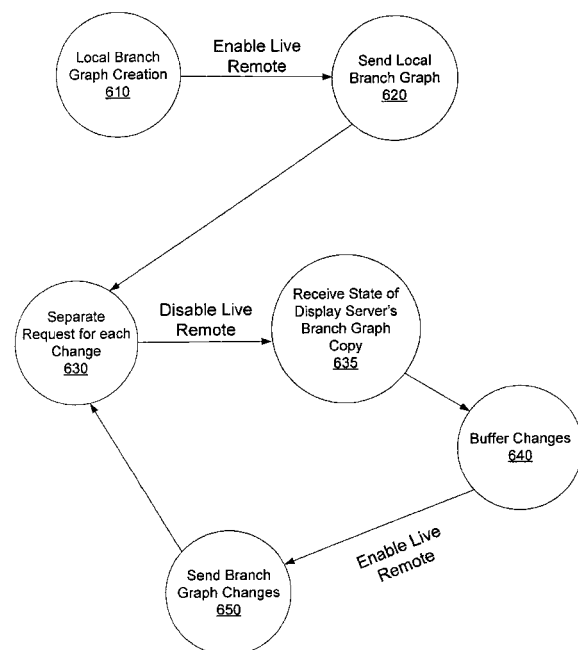 Local Branch
Graph Creation
610
Enable Live
Remote
Send Local
Branch Graph
620
Separate
Request for each
Change
630
Disable Live
Remote
Receive State of
Display Server's
Branch Graph
Copy
635
Buffer Changes
640
Enable Live
Remote
Send Branch
Graph Changes
650